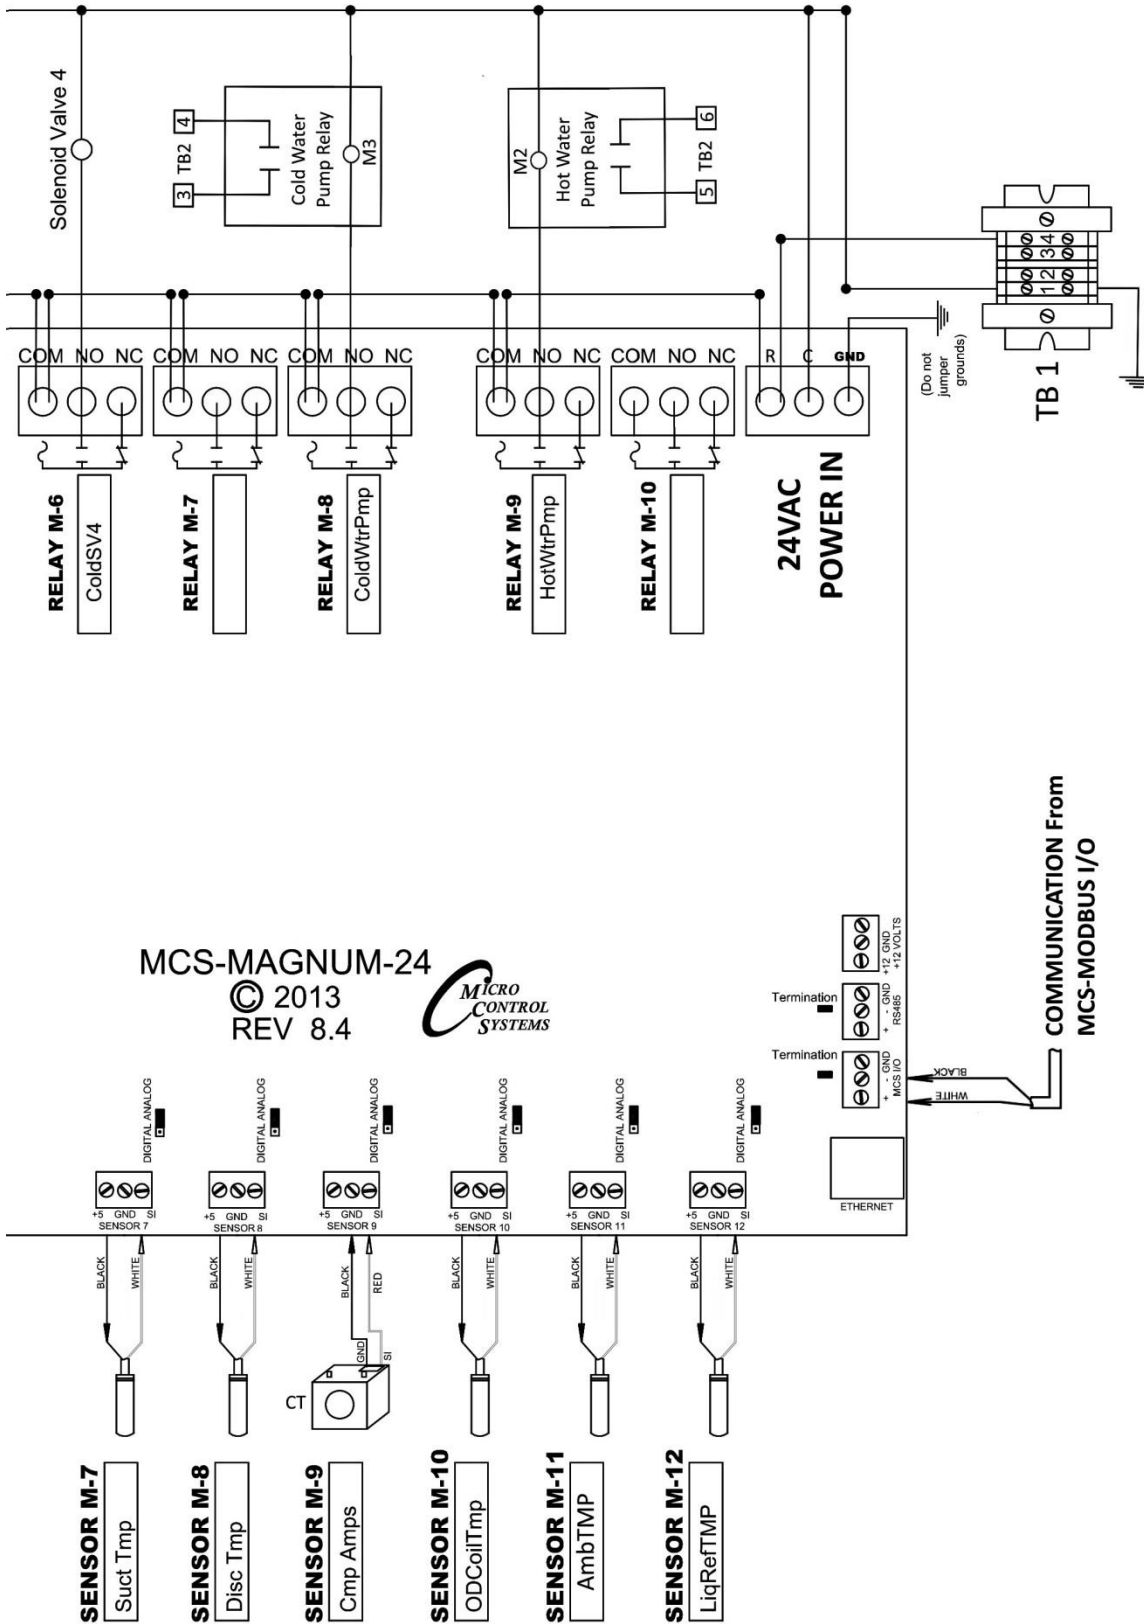 Solenoid Valve 4
3
TB2
4
Cold Water
Pump Relay
M3
M2
Hot Water
Pump Relay
5
TB2
6
COM NO NC
COM NO NC
COM NO NC
COM NO NC
COM NO NC
R C GND
(Do not
jumper
grounds)
1 2 3 4
TB 1
RELAY M-6
ColdSV4
RELAY M-7
RELAY M-8
ColdWtrPmp
RELAY M-9
HotWtrPmp
RELAY M-10
24VAC
POWER IN
MCS-MAGNUM-24
© 2013
REV 8.4
MICRO
CONTROL
SYSTEMS
+12 GND
+12 VOLTS
Termination
+ - GND
RS485
Termination
+ - GND
MCS I/O
BLACK
WHITE
COMMUNICATION From
MCS-MODBUS I/O
ETHERNET
DIGITAL ANALOG
DIGITAL ANALOG
DIGITAL ANALOG
DIGITAL ANALOG
DIGITAL ANALOG
DIGITAL ANALOG
+5 GND SI
SENSOR 7
+5 GND SI
SENSOR 8
+5 GND SI
SENSOR 9
+5 GND SI
SENSOR 10
+5 GND SI
SENSOR 11
+5 GND SI
SENSOR 12
BLACK
WHITE
BLACK
WHITE
BLACK
RED
BLACK
WHITE
BLACK
WHITE
BLACK
WHITE
GND
SI
CT
SENSOR M-7
Suct Tmp
SENSOR M-8
Disc Tmp
SENSOR M-9
Cmp Amps
SENSOR M-10
ODCoilTmp
SENSOR M-11
AmbTMP
SENSOR M-12
LiqRefTMP